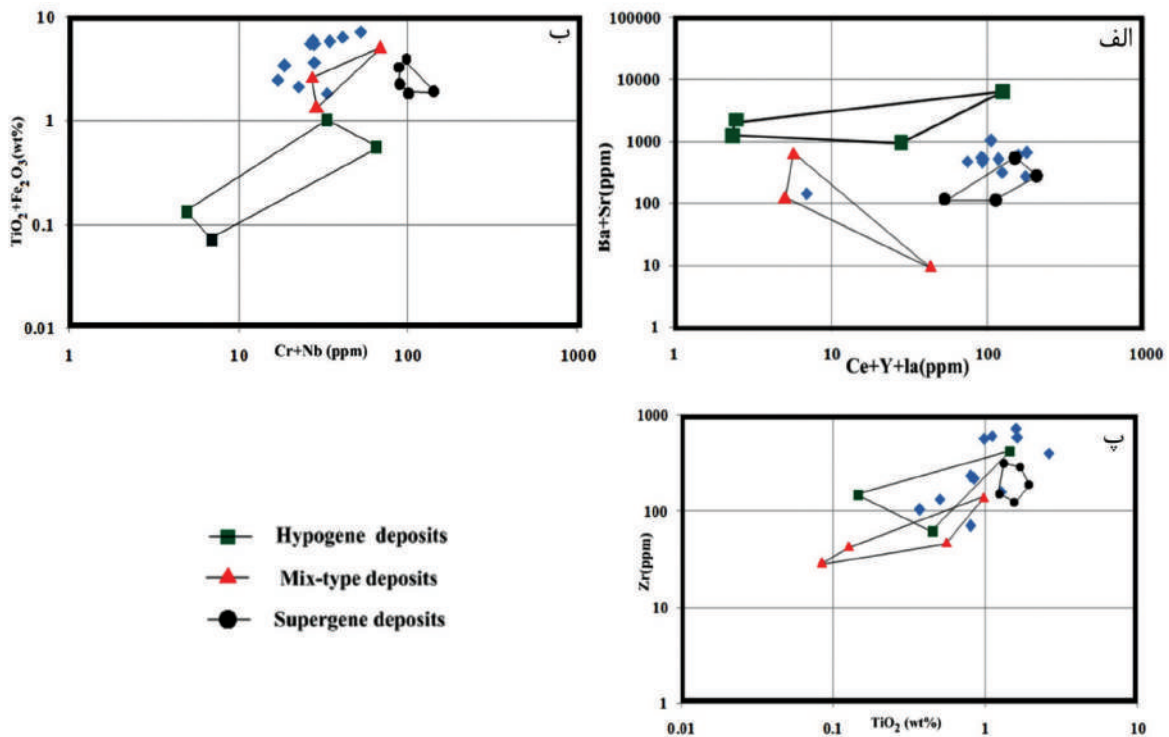 ب
10
1
0.1
0.01
TiO2+Fe2O3(wt%)
1
10
100
1000
Cr+Nb (ppm)
الف
100000
10000
1000
100
10
1
Ba+Sr(ppm)
1
10
100
1000
Ce+Y+la(ppm)
پ
1000
100
10
1
Zr(ppm)
0.01
0.1
1
10
TiO2 (wt%)
Hypogene deposits
Mix-type deposits
Supergene deposits